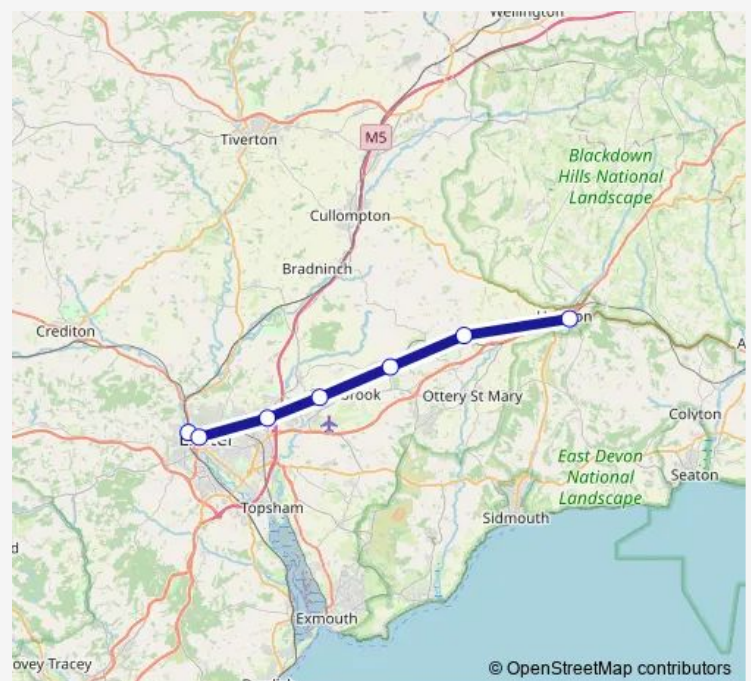 Wellington
M5
Tiverton
Blackdown
Hills National
Landscape
Cullompton
Bradninch
Crediton
Ottery St Mary
Colyton
East Devon
National
Landscape
Seaton
Topsham
Sidmouth
Exmouth
ovey Tracey
© OpenStreetMap contributors